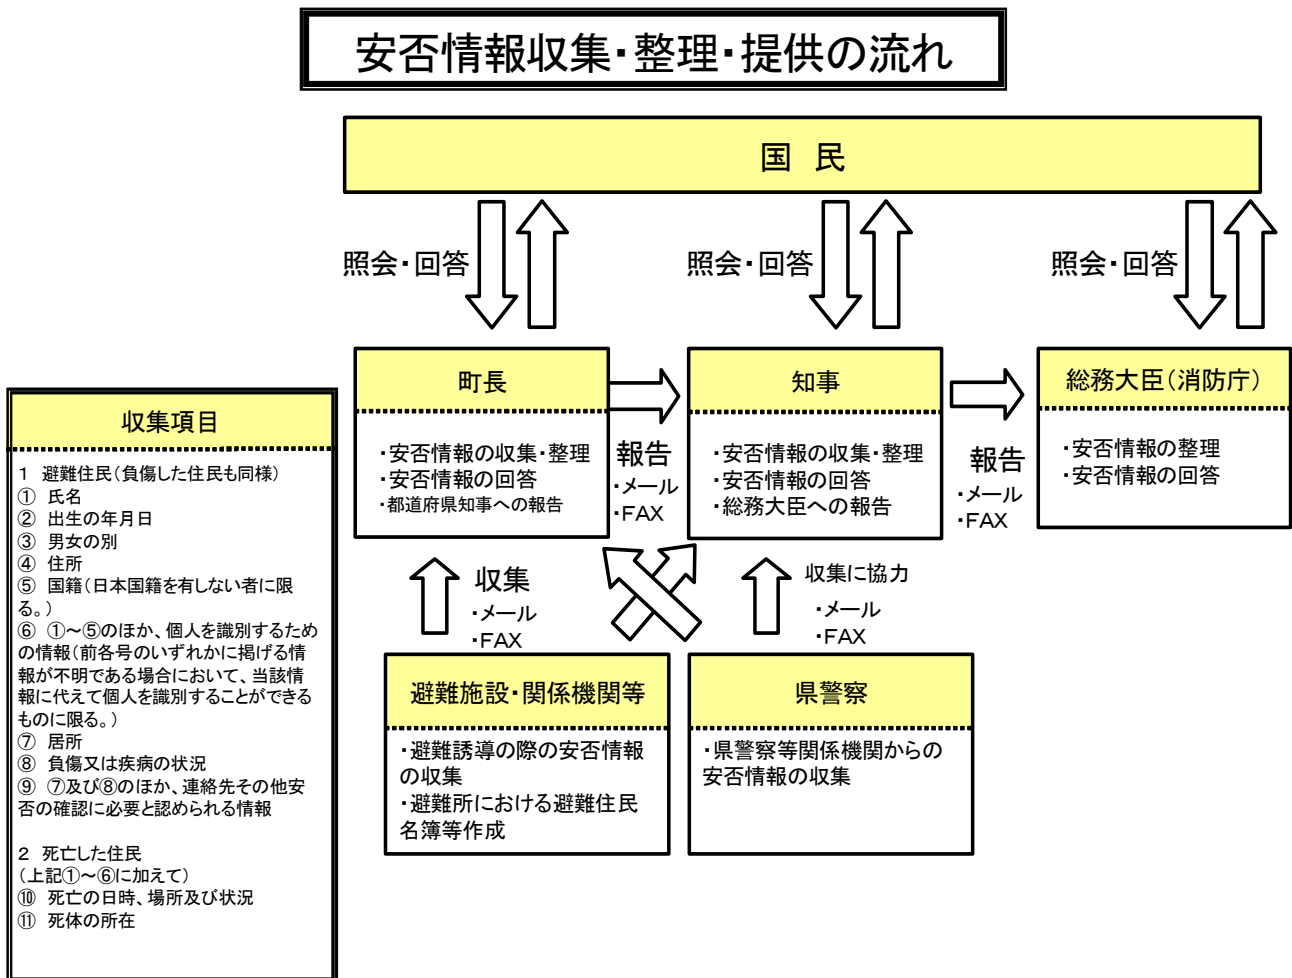 安否情報収集・整理・提供の流れ
国 民
照会・回答
照会・回答
照会・回答
町長
・安否情報の収集・整理
・安否情報の回答
・都道府県知事への報告
報告
・メール
・FAX
知事
・安否情報の収集・整理
・安否情報の回答
・総務大臣への報告
報告
・メール
・FAX
総務大臣(消防庁)
・安否情報の整理
・安否情報の回答
収集
・メール
・FAX
収集に協力
・メール
・FAX
避難施設・関係機関等
・避難誘導の際の安否情報
の収集
・避難所における避難住民
名簿等作成
県警察
・県警察等関係機関からの
安否情報の収集
収集項目
1 避難住民(負傷した住民も同様)
① 氏名
② 出生の年月日
③ 男女の別
④ 住所
⑤ 国籍(日本国籍を有しない者に限
る。)
⑥ ①~⑤のほか、個人を識別するため
の情報(前各号のいずれかに掲げる情
報が不明である場合において、当該情
報に代えて個人を識別することができる
ものに限る。)
⑦ 居所
⑧ 負傷又は疾病の状況
⑨ ⑦及び⑧のほか、連絡先その他安
否の確認に必要と認められる情報
2 死亡した住民
(上記①~⑥に加えて)
⑩ 死亡の日時、場所及び状況
⑪ 死体の所在